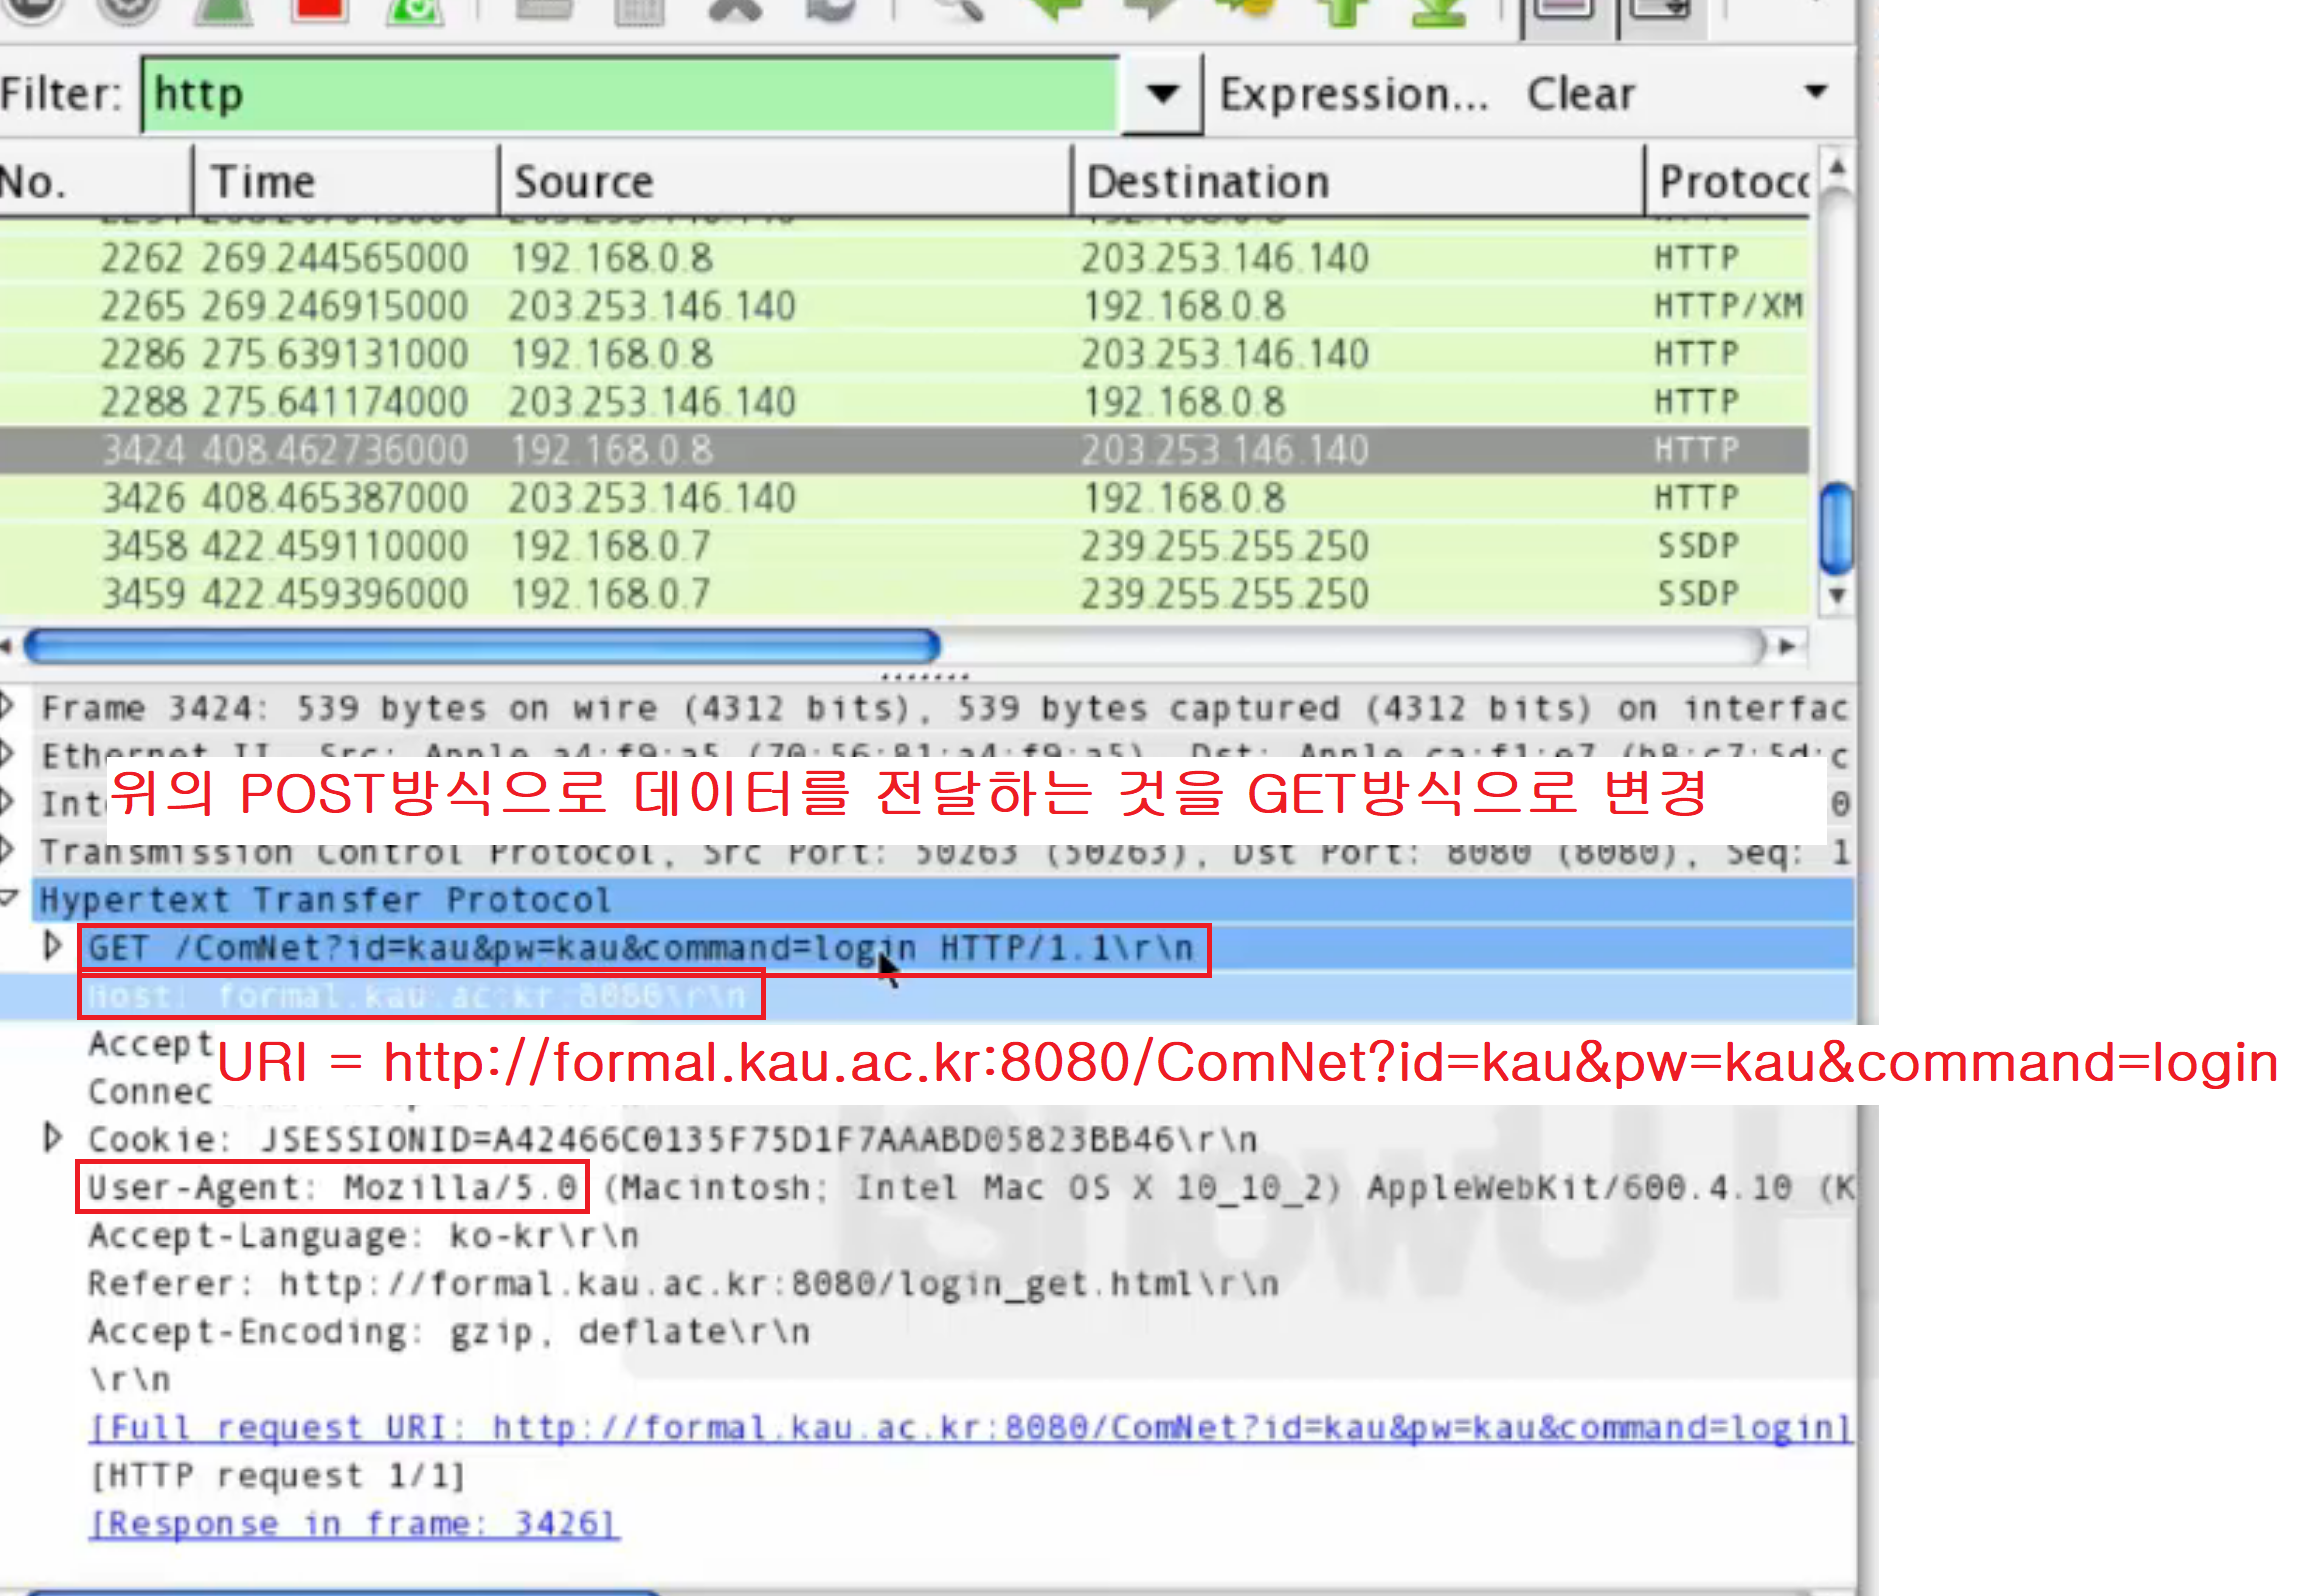 Filter: http Expression... Clear
No. Time Source Destination Protoco
2262 269.244565000 192.168.0.8 203.253.146.140 HTTP
2265 269.246915000 203.253.146.140 192.168.0.8 HTTP/XM
2286 275.639131000 192.168.0.8 203.253.146.140 HTTP
2288 275.641174000 203.253.146.140 192.168.0.8 HTTP
3424 408.462736000 192.168.0.8 203.253.146.140 HTTP
3426 408.465387000 203.253.146.140 192.168.0.8 HTTP
3458 422.459110000 192.168.0.7 239.255.255.250 SSDP
3459 422.459396000 192.168.0.7 239.255.255.250 SSDP
Frame 3424: 539 bytes on wire (4312 bits), 539 bytes captured (4312 bits) on interfac
Ethernet II, Src: Apple_a4:f9:a5 (70:56:81:a4:f9:a5), Dst: Apple_ca:f1:e7 (b8:c7:5d:c
Int 0
위의 POST방식으로 데이터를 전달하는 것을 GET방식으로 변경
Transmission Control Protocol, Src Port: 50263 (50263), Dst Port: 8080 (8080), Seq: 1
Hypertext Transfer Protocol
GET /ComNet?id=kau&pw=kau&command=login HTTP/1.1\r\n
Host: formal.kau.ac.kr:8080\r\n
Accept
URI = http://formal.kau.ac.kr:8080/ComNet?id=kau&pw=kau&command=login
Connec
Cookie: JSESSIONID=A42466C0135F75D1F7AAABD05823BB46\r\n
User-Agent: Mozilla/5.0 (Macintosh; Intel Mac OS X 10_10_2) AppleWebKit/600.4.10 (K
Accept-Language: ko-kr\r\n
Referer: http://formal.kau.ac.kr:8080/login_get.html\r\n
Accept-Encoding: gzip, deflate\r\n
\r\n
[Full request URI: http://formal.kau.ac.kr:8080/ComNet?id=kau&pw=kau&command=login]
[HTTP request 1/1]
[Response in frame: 3426]
iShowU H